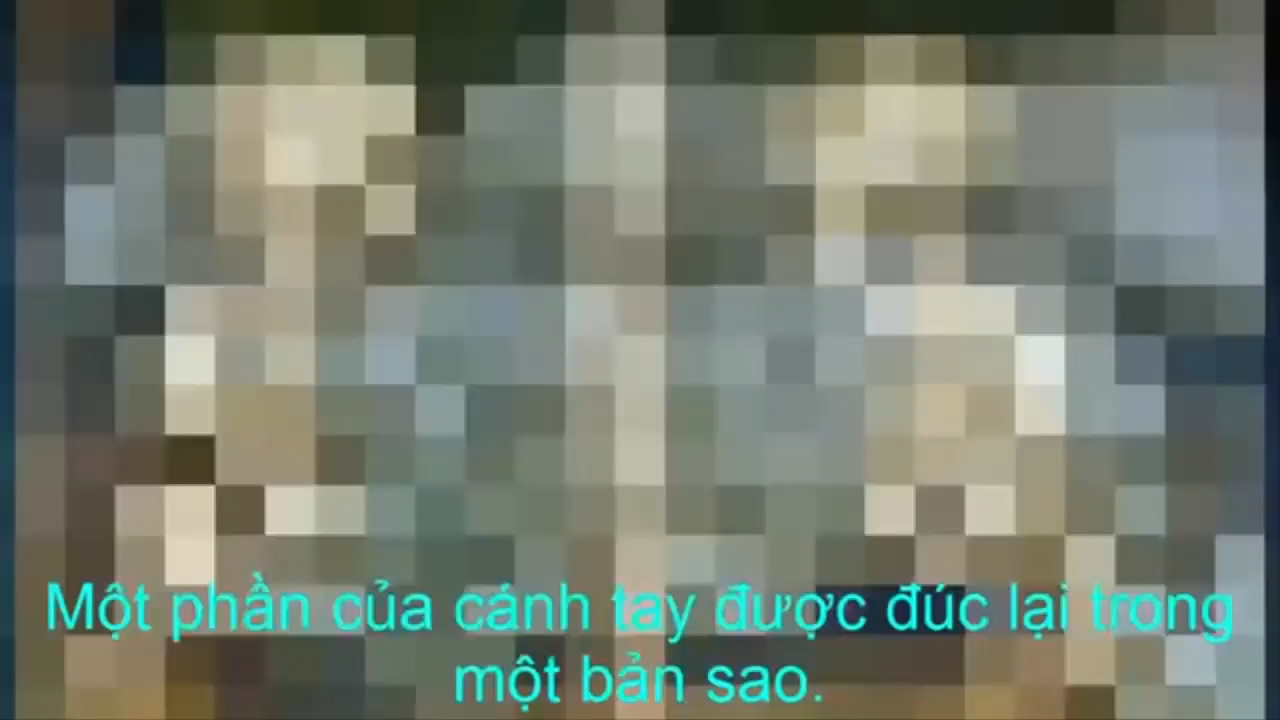 Một phần của cánh tay được đúc lại trong
một bản sao.